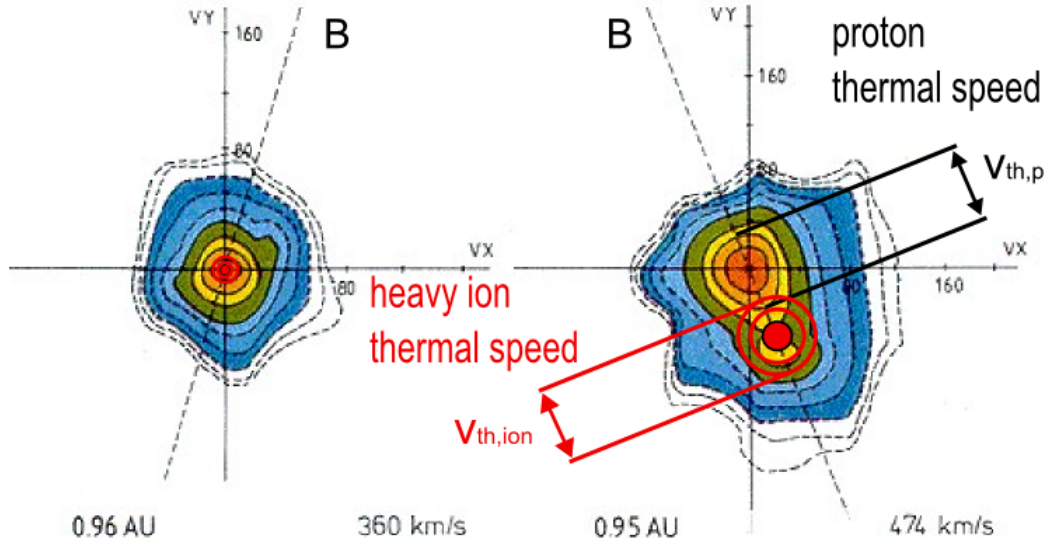 VY
B
160
80
VX
80
heavy ion
thermal speed
0.96 AU
360 km/s
VY
B
160
80
proton
thermal speed
Vth,p
VX
80
160
Vth,ion
0.95 AU
474 km/s